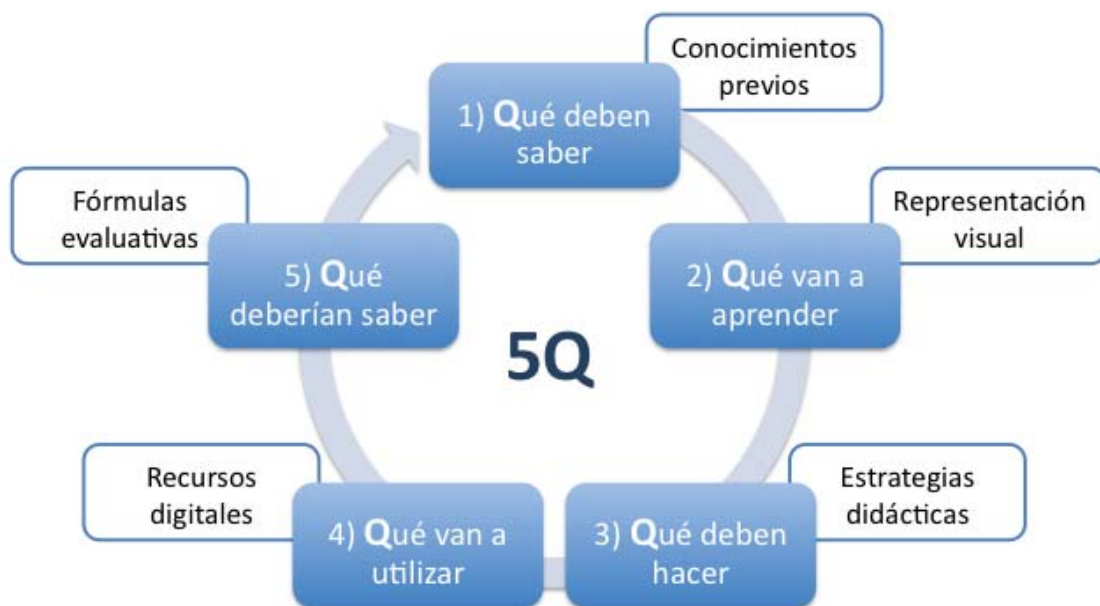 Conocimientos
previos
1) Qué deben
saber
Representación
visual
2) Qué van a
aprender
Estrategias
didácticas
3) Qué deben
hacer
Recursos
digitales
4) Qué van a
utilizar
Fórmulas
evaluativas
5) Qué
deberían saber
5Q